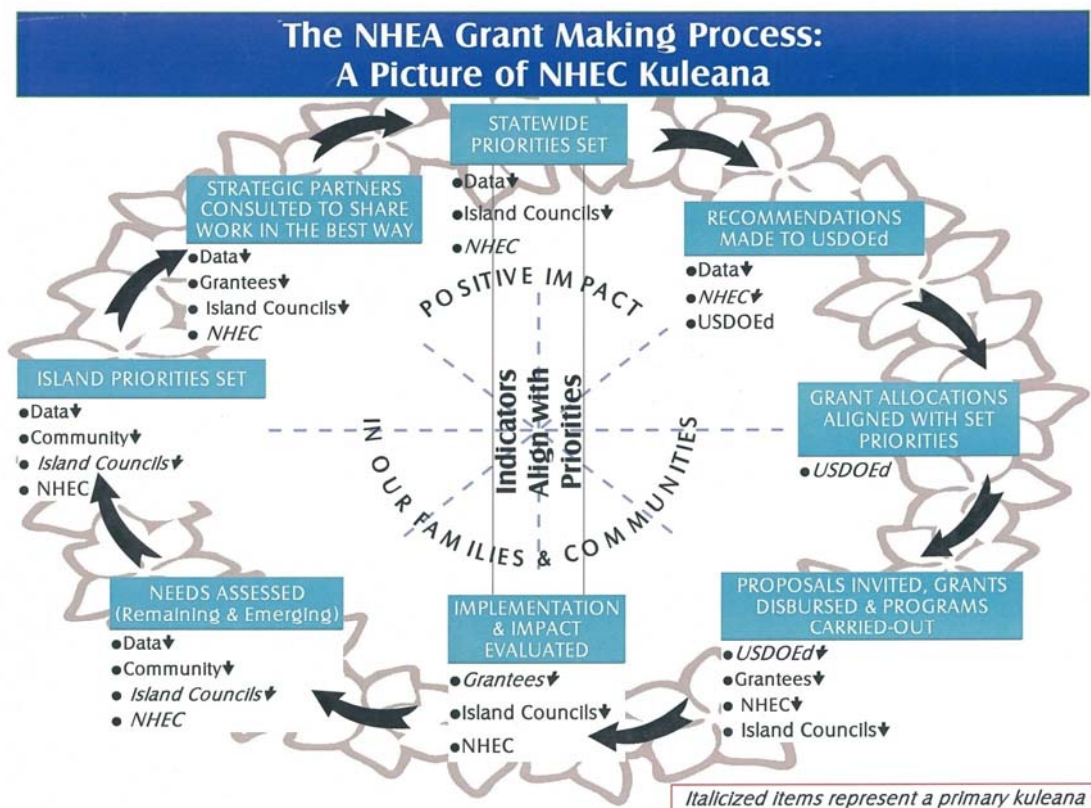 The NHEA Grant Making Process:
A Picture of NHEC Kuleana
STATEWIDE
PRIORITIES SET
•Data↓
•Island Councils↓
•NHEC
RECOMMENDATIONS
MADE TO USDOEd
•Data↓
•NHEC↓
•USDOEd
GRANT ALLOCATIONS
ALIGNED WITH SET
PRIORITIES
•USDOEd
PROPOSALS INVITED, GRANTS
DISBURSED & PROGRAMS
CARRIED-OUT
•USDOEd↓
•Grantees↓
• NHEC↓
• Island Councils↓
IMPLEMENTATION
& IMPACT
EVALUATED
•Grantees↓
•Island Councils↓
•NHEC
NEEDS ASSESSED
(Remaining & Emerging)
•Data↓
•Community↓
• Island Councils↓
• NHEC
ISLAND PRIORITIES SET
•Data↓
•Community↓
• Island Councils↓
• NHEC
STRATEGIC PARTNERS
CONSULTED TO SHARE
WORK IN THE BEST WAY
•Data↓
•Grantees↓
• Island Councils↓
• NHEC
POSITIVE IMPACT
IN OUR FAMILIES & COMMUNITIES
Indicators
Align with
Priorities
Italicized items represent a primary kuleana